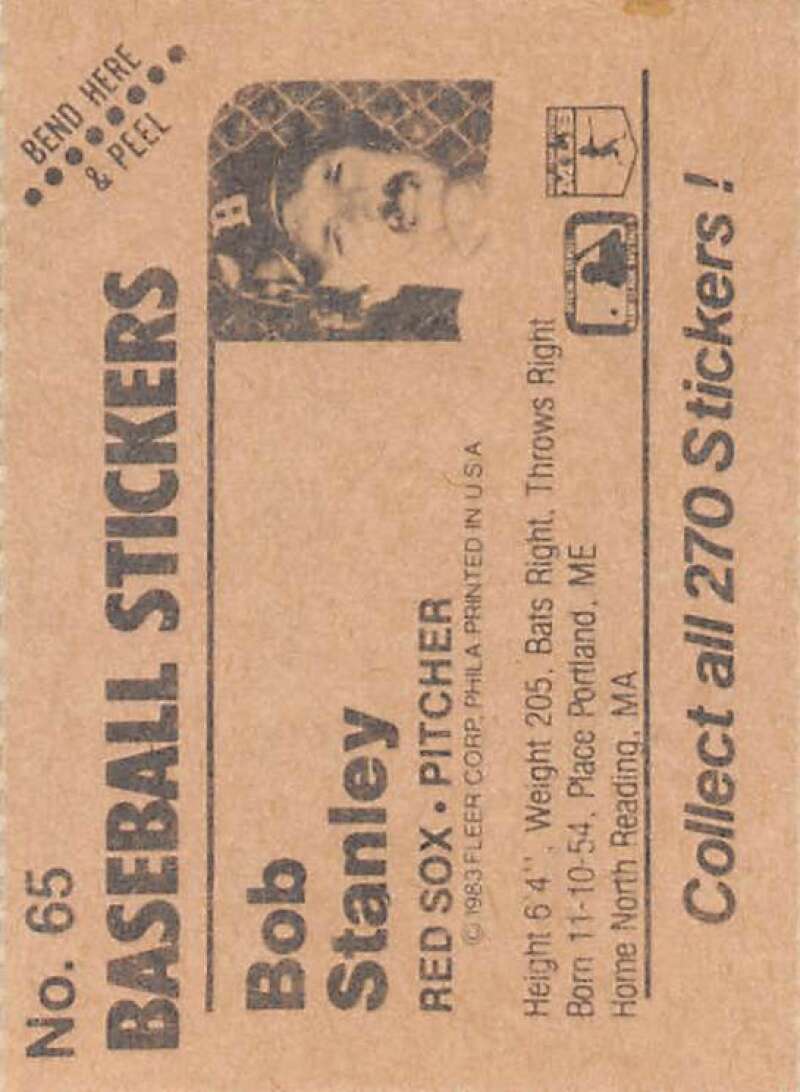 No. 65
BEND HERE
& PEEL
BASEBALL STICKERS
B
Bob
Stanley
RED SOX • PITCHER
© 1983 FLEER CORP. PHILA PRINTED IN U S A
Height 6'4", Weight 205, Bats Right, Throws Right
Born 11-10-54, Place Portland, ME
Home North Reading, MA
Collect all 270 Stickers!